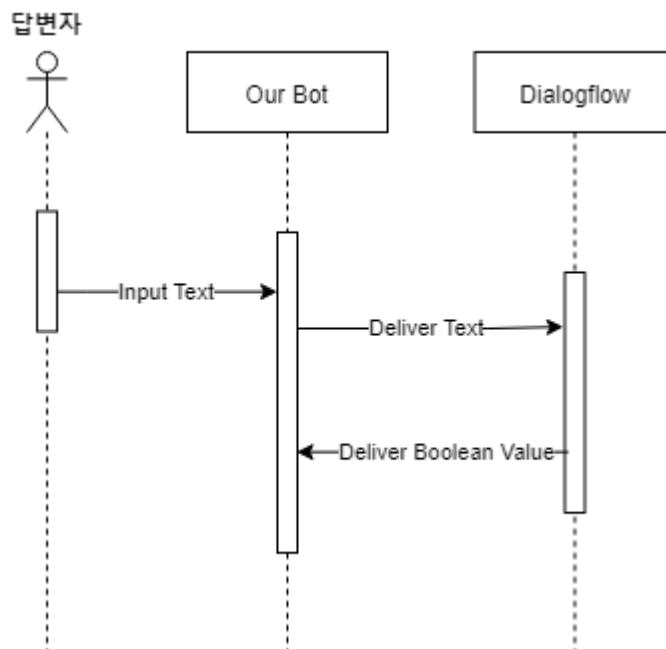 답변자
Our Bot
Dialogflow
Input Text
Deliver Text
Deliver Boolean Value